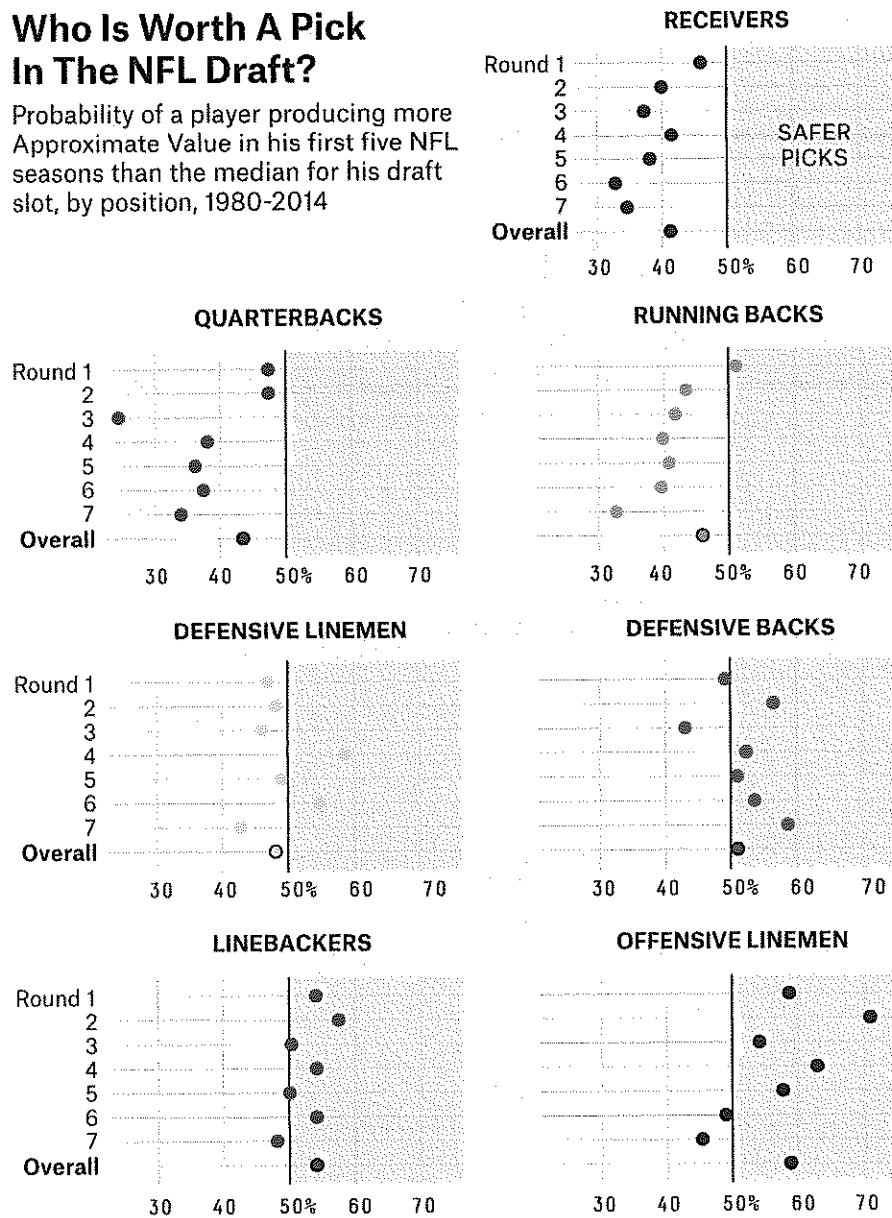 Who Is Worth A Pick
In The NFL Draft?
Probability of a player producing more
Approximate Value in his first five NFL
seasons than the median for his draft
slot, by position, 1980-2014
RECEIVERS
Round 1
2
3
4
5
6
7
Overall
SAFER
PICKS
30 40 50% 60 70
QUARTERBACKS
Round 1
2
3
4
5
6
7
Overall
30 40 50% 60 70
RUNNING BACKS
30 40 50% 60 70
DEFENSIVE LINEMEN
Round 1
2
3
4
5
6
7
Overall
30 40 50% 60 70
DEFENSIVE BACKS
30 40 50% 60 70
LINEBACKERS
Round 1
2
3
4
5
6
7
Overall
30 40 50% 60 70
OFFENSIVE LINEMEN
30 40 50% 60 70